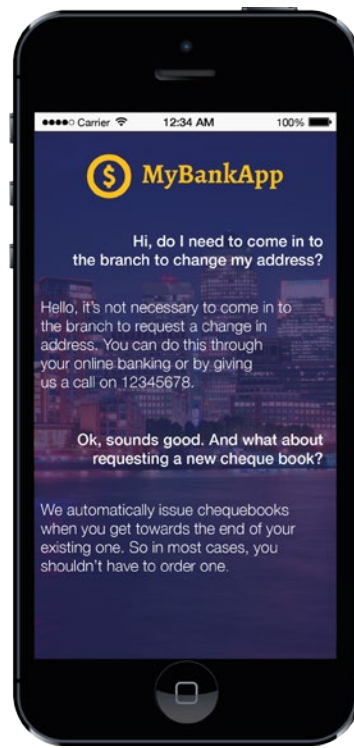 Carrier 12:34 AM 100%
$ MyBankApp
Hi, do I need to come in to
the branch to change my address?
Hello, it's not necessary to come in to
the branch to request a change in
address. You can do this through
your online banking or by giving
us a call on 12345678.
Ok, sounds good. And what about
requesting a new cheque book?
We automatically issue chequebooks
when you get towards the end of your
existing one. So in most cases, you
shouldn't have to order one.